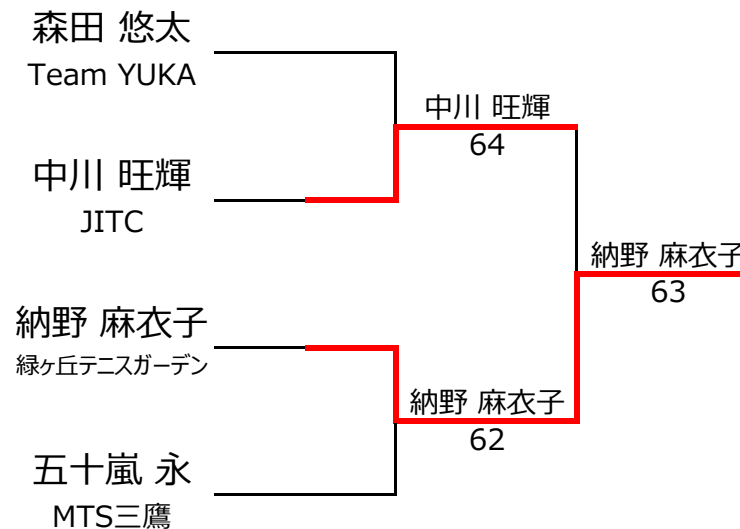 森田 悠太
Team YUKA
中川 旺輝
64
中川 旺輝
JITC
納野 麻衣子
63
納野 麻衣子
緑ヶ丘テニスガーデン
納野 麻衣子
62
五十嵐 永
MTS三鷹